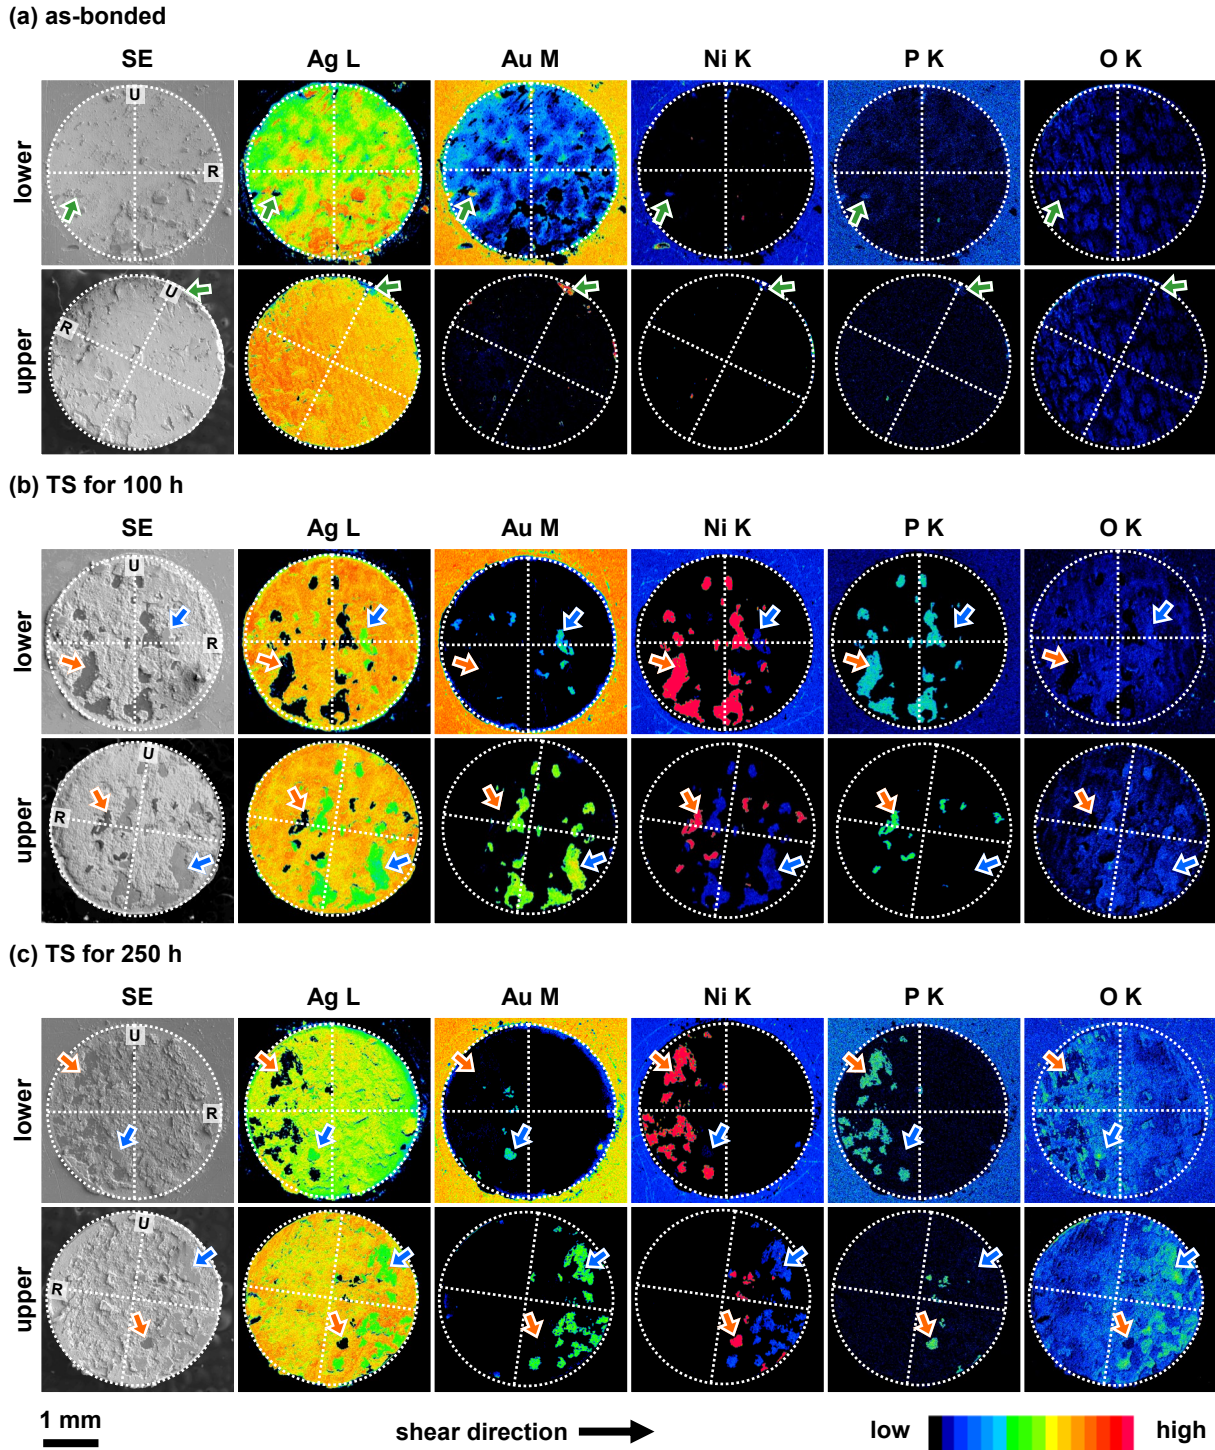 (a) as-bonded
SE Ag L Au M Ni K P K O K
lower
U
R
upper
U
R
(b) TS for 100 h
SE Ag L Au M Ni K P K O K
lower
U
R
upper
U
R
(c) TS for 250 h
SE Ag L Au M Ni K P K O K
lower
U
R
upper
U
R
1 mm
shear direction
low high